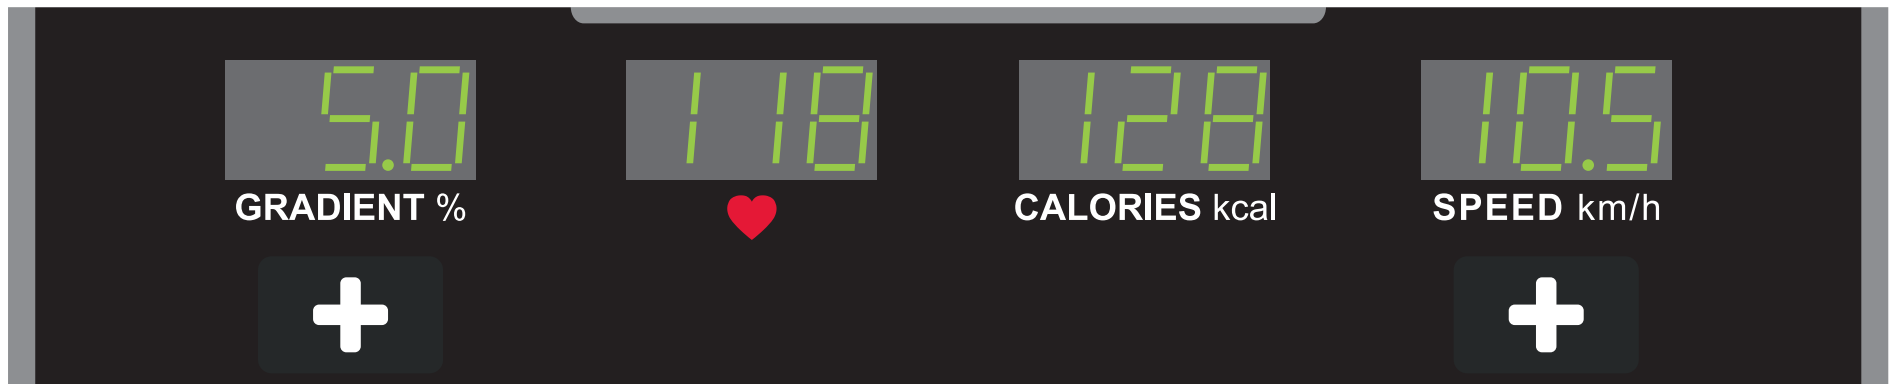 5.0 118 128 10.5
GRADIENT % CALORIES kcal SPEED km/h